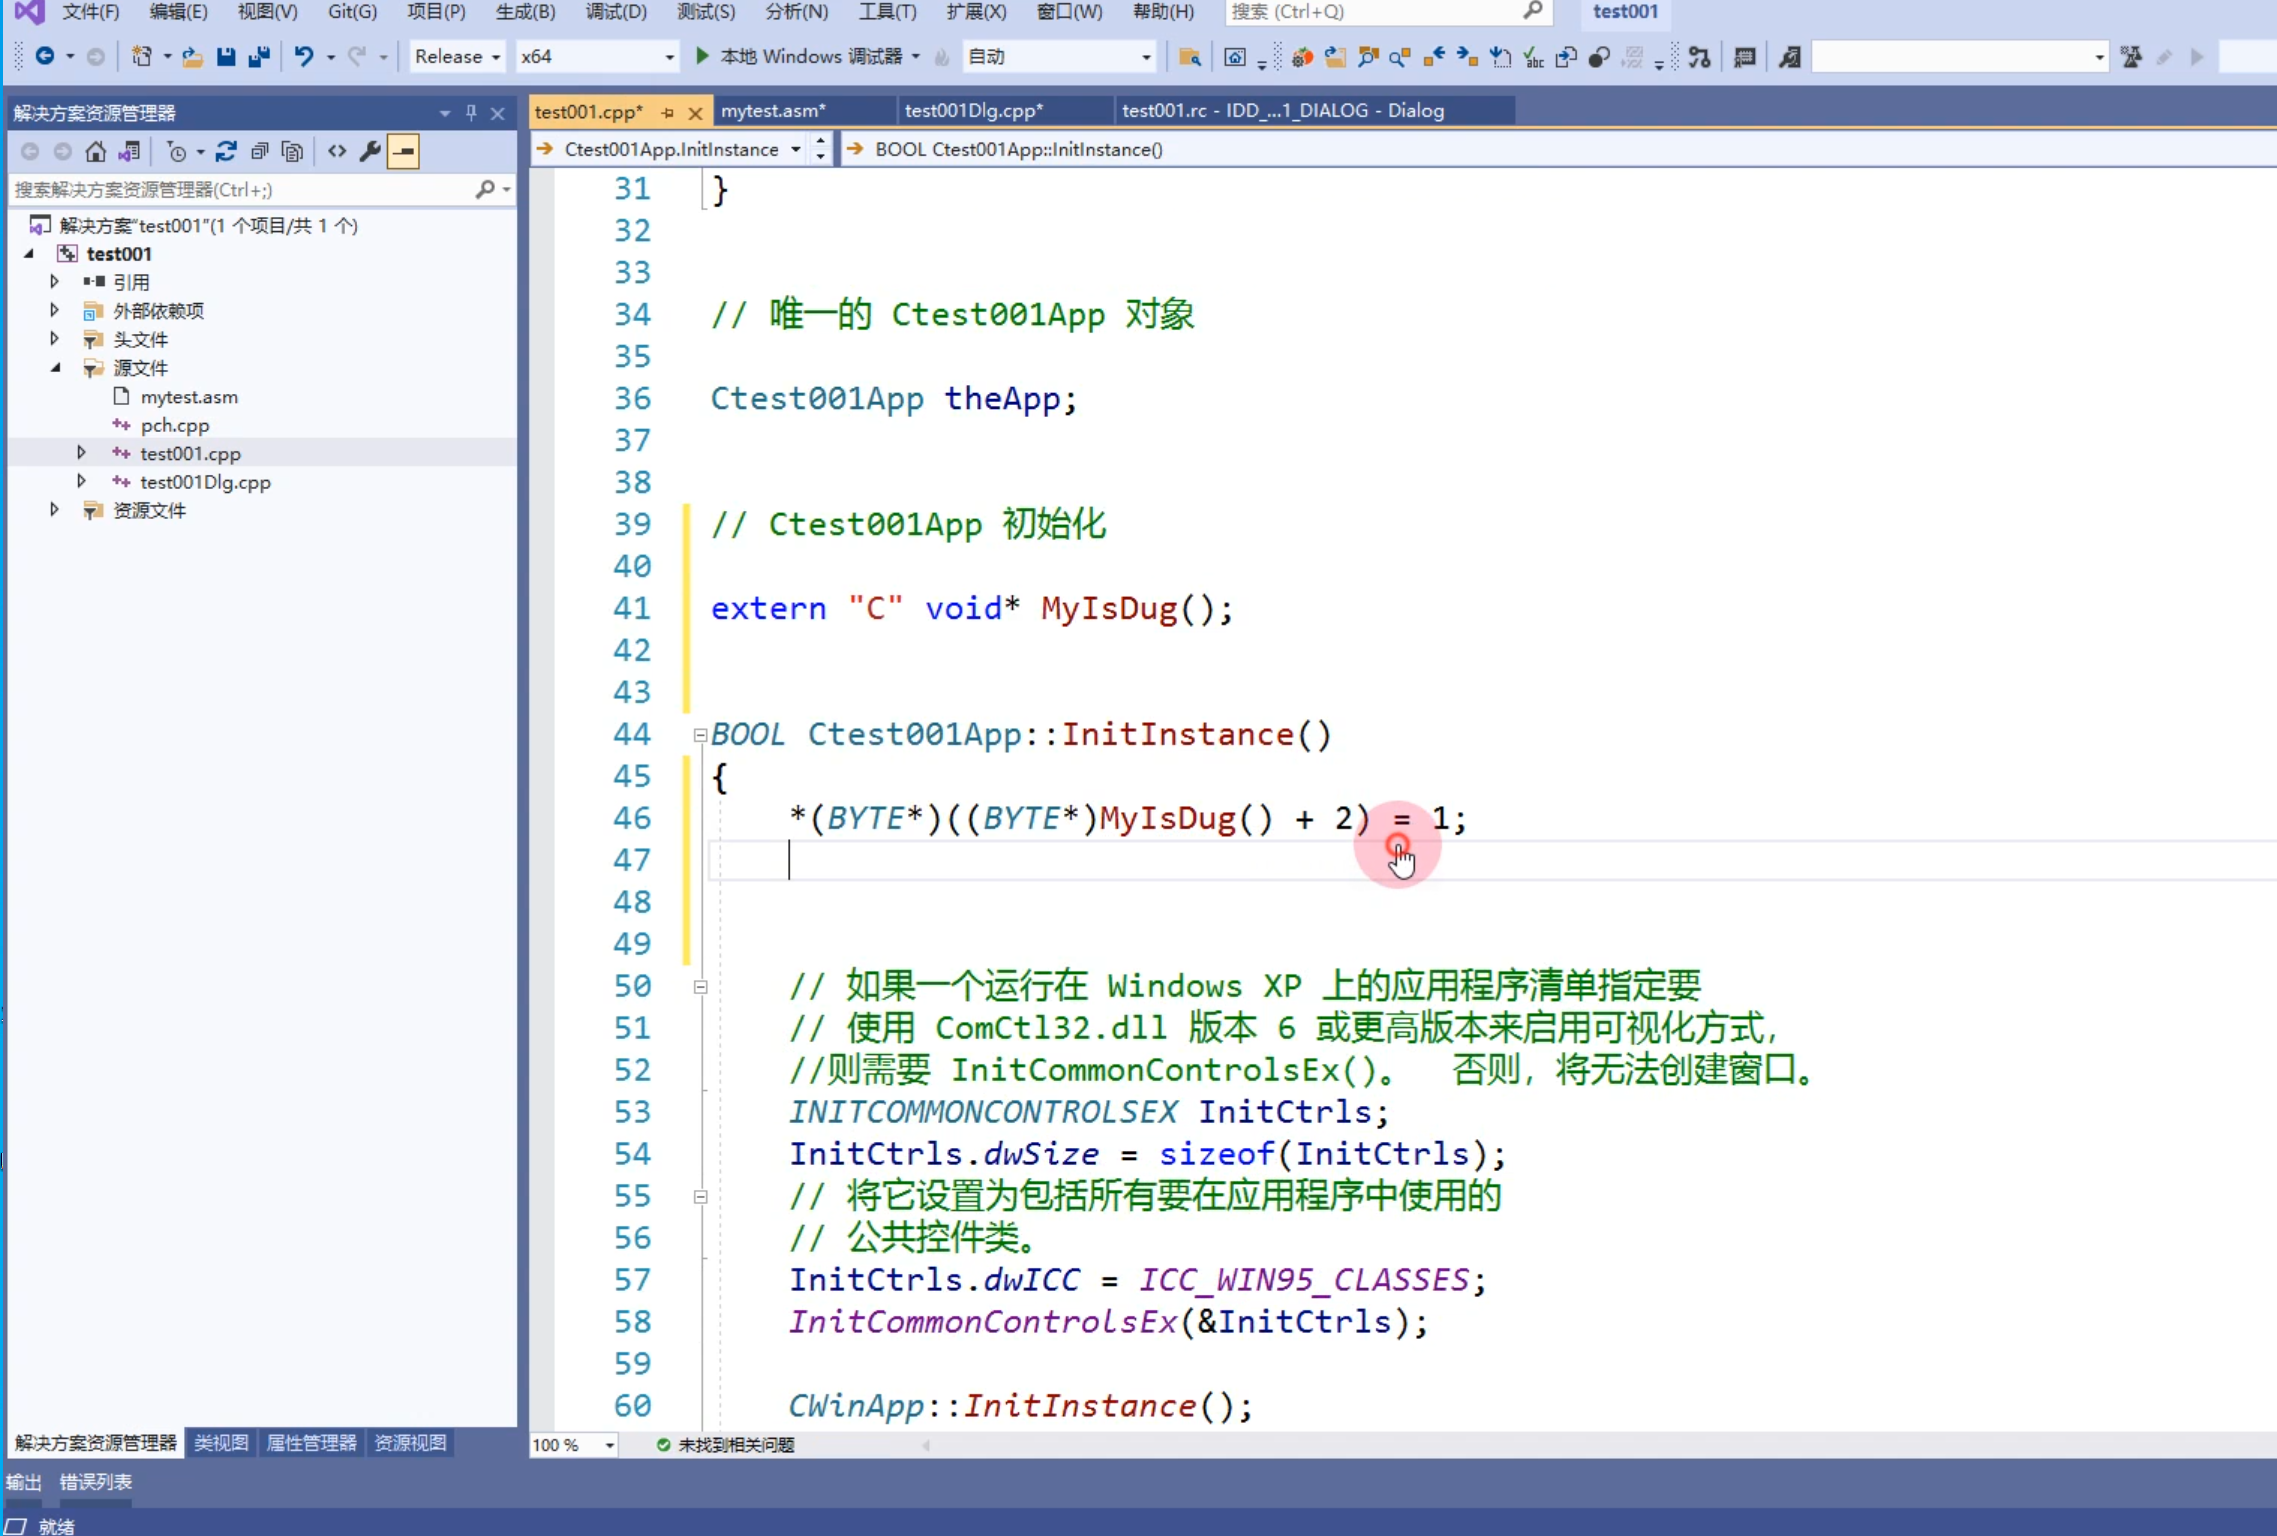 文件(F) 编辑(E) 视图(V) Git(G) 项目(P) 生成(B) 调试(D) 测试(S) 分析(N) 工具(T) 扩展(X) 窗口(W) 帮助(H) 搜索 (Ctrl+Q) test001
Release x64 本地 Windows 调试器 自动
解决方案资源管理器
搜索解决方案资源管理器(Ctrl+;)
解决方案"test001"(1 个项目/共 1 个)
test001
引用
外部依赖项
头文件
源文件
mytest.asm
pch.cpp
test001.cpp
test001Dlg.cpp
资源文件
解决方案资源管理器 类视图 属性管理器 资源视图
test001.cpp* mytest.asm* test001Dlg.cpp* test001.rc - IDD_...1_DIALOG - Dialog
Ctest001App.InitInstance BOOL Ctest001App::InitInstance()
31 }
32
33
34 // 唯一的 Ctest001App 对象
35
36 Ctest001App theApp;
37
38
39 // Ctest001App 初始化
40
41 extern "C" void* MyIsDug();
42
43
44 BOOL Ctest001App::InitInstance()
45 {
46 *(BYTE*)((BYTE*)MyIsDug() + 2) = 1;
47
48
49
50 // 如果一个运行在 Windows XP 上的应用程序清单指定要
51 // 使用 ComCtl32.dll 版本 6 或更高版本来启用可视化方式，
52 //则需要 InitCommonControlsEx()。 否则，将无法创建窗口。
53 INITCOMMONCONTROLSEX InitCtrls;
54 InitCtrls.dwSize = sizeof(InitCtrls);
55 // 将它设置为包括所有要在应用程序中使用的
56 // 公共控件类。
57 InitCtrls.dwICC = ICC_WIN95_CLASSES;
58 InitCommonControlsEx(&InitCtrls);
59
60 CWinApp::InitInstance();
100 % 未找到相关问题
输出 错误列表
就绪